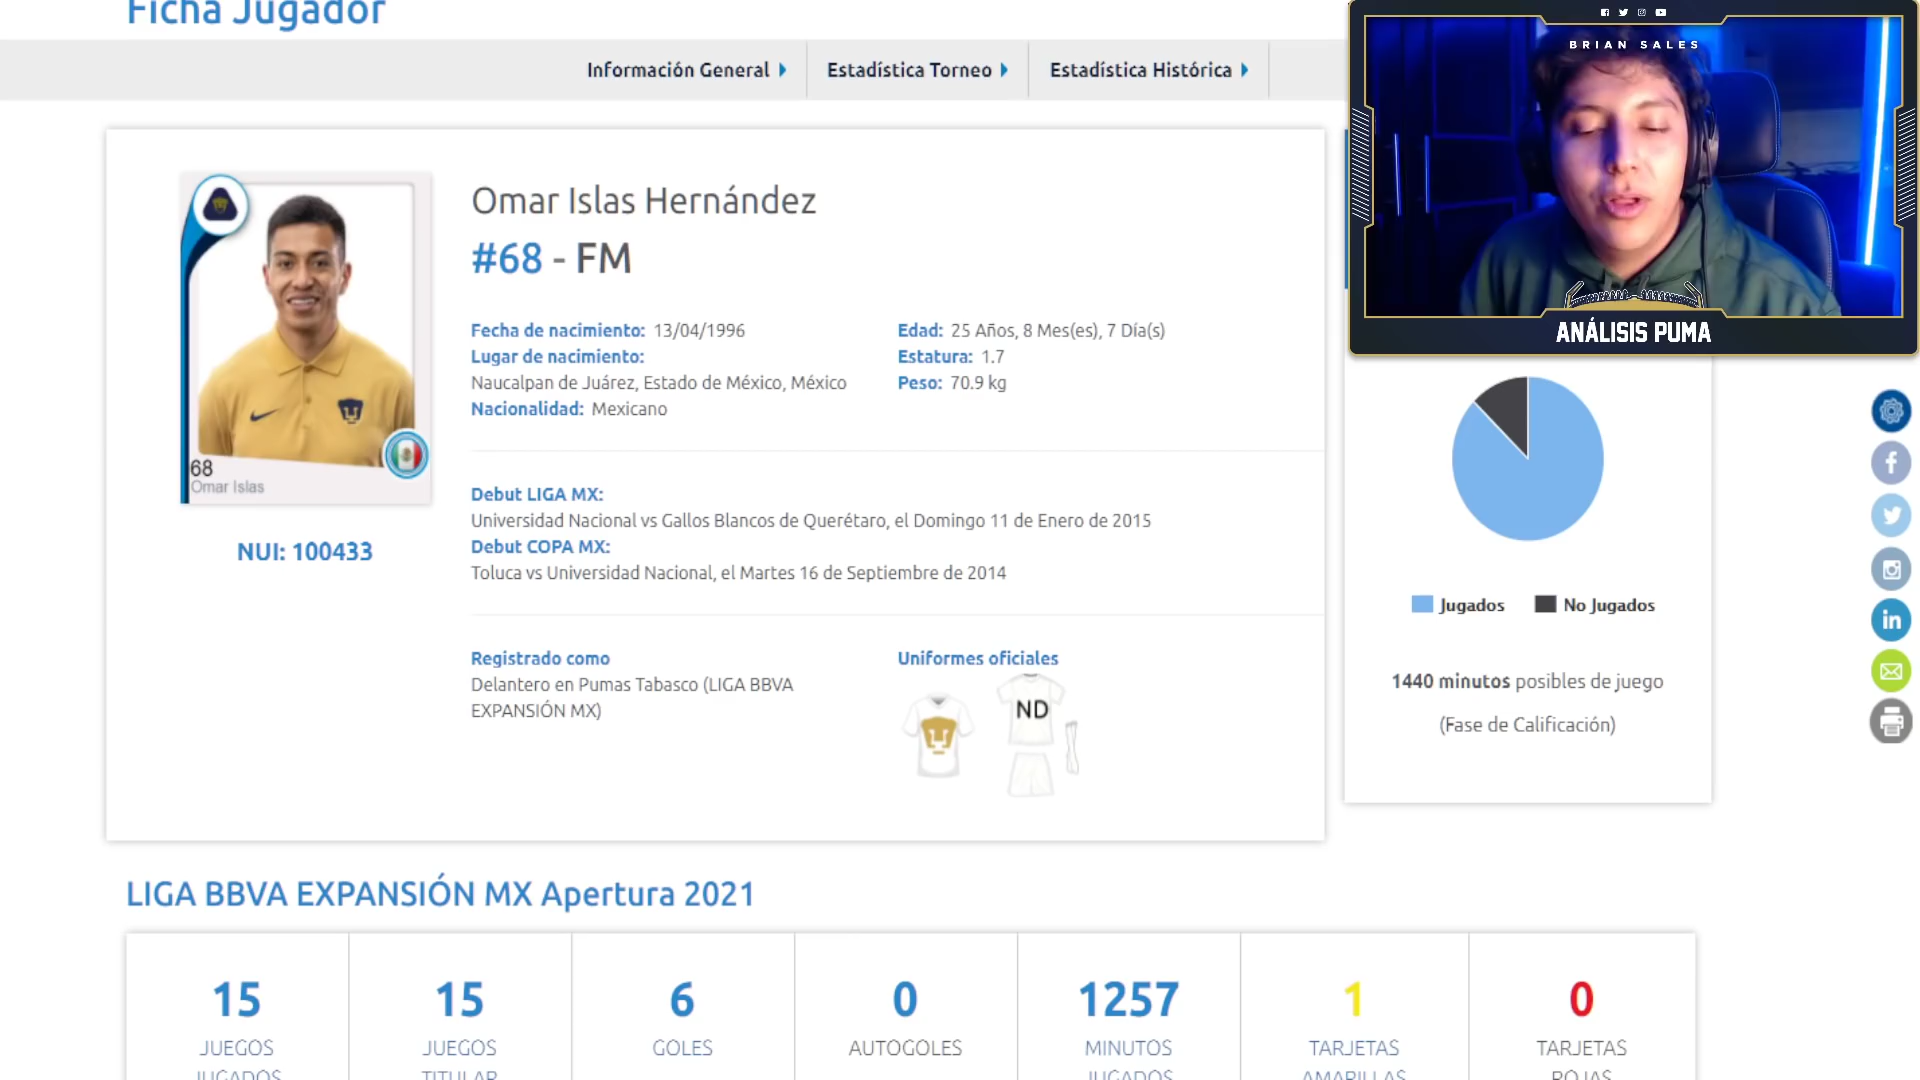 Ficha Jugador
Información General
Estadística Torneo
Estadística Histórica
BRIAN SALES
ANÁLISIS PUMA
68
Omar Islas
NUI: 100433
Omar Islas Hernández
#68 - FM
Fecha de nacimiento: 13/04/1996
Lugar de nacimiento:
Naucalpan de Juárez, Estado de México, México
Nacionalidad: Mexicano
Edad: 25 Años, 8 Mes(es), 7 Día(s)
Estatura: 1.7
Peso: 70.9 kg
Debut LIGA MX:
Universidad Nacional vs Gallos Blancos de Querétaro, el Domingo 11 de Enero de 2015
Debut COPA MX:
Toluca vs Universidad Nacional, el Martes 16 de Septiembre de 2014
Registrado como
Delantero en Pumas Tabasco (LIGA BBVA
EXPANSIÓN MX)
Uniformes oficiales
ND
Jugados
No Jugados
1440 minutos posibles de juego
(Fase de Calificación)
LIGA BBVA EXPANSIÓN MX Apertura 2021
15
JUEGOS
JUGADOS
15
JUEGOS
TITULAR
6
GOLES
0
AUTOGOLES
1257
MINUTOS
JUGADOS
1
TARJETAS
AMARILLAS
0
TARJETAS
ROJAS